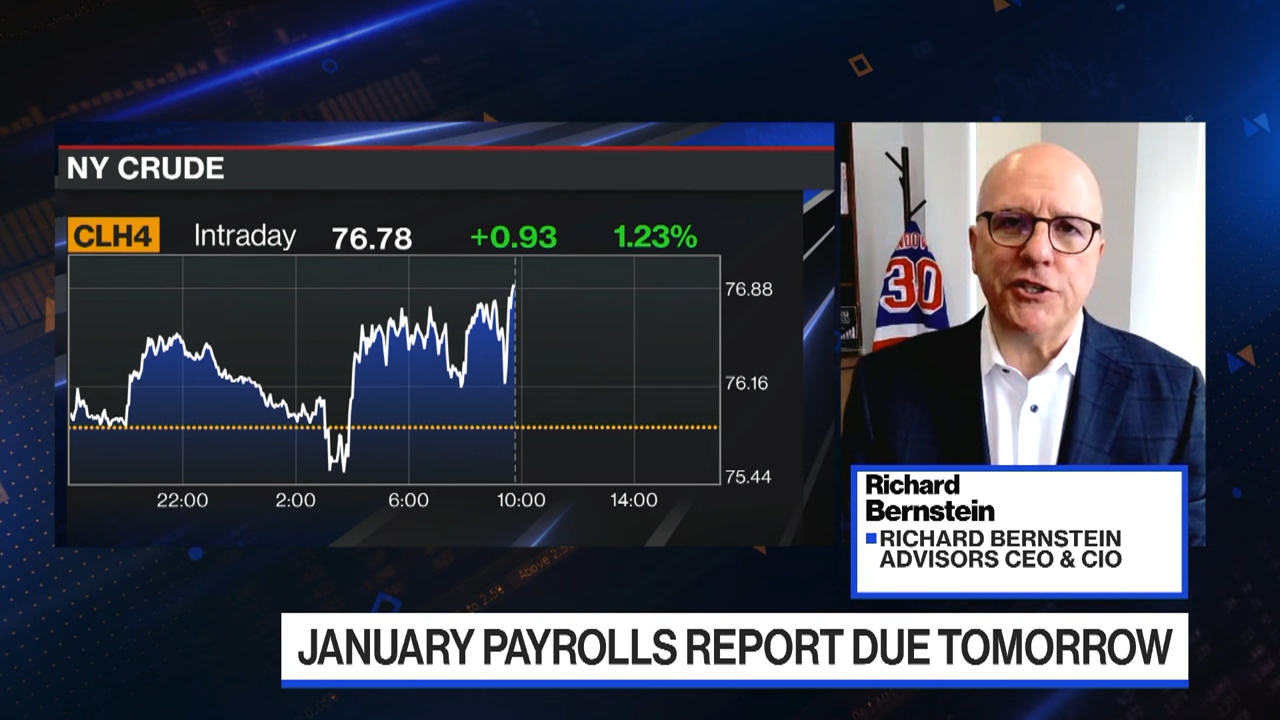 NY CRUDE
CLH4 Intraday 76.78 +0.93 1.23%
76.88
76.16
75.44
22:00 2:00 6:00 10:00 14:00
30
Richard
Bernstein
RICHARD BERNSTEIN
ADVISORS CEO & CIO
JANUARY PAYROLLS REPORT DUE TOMORROW